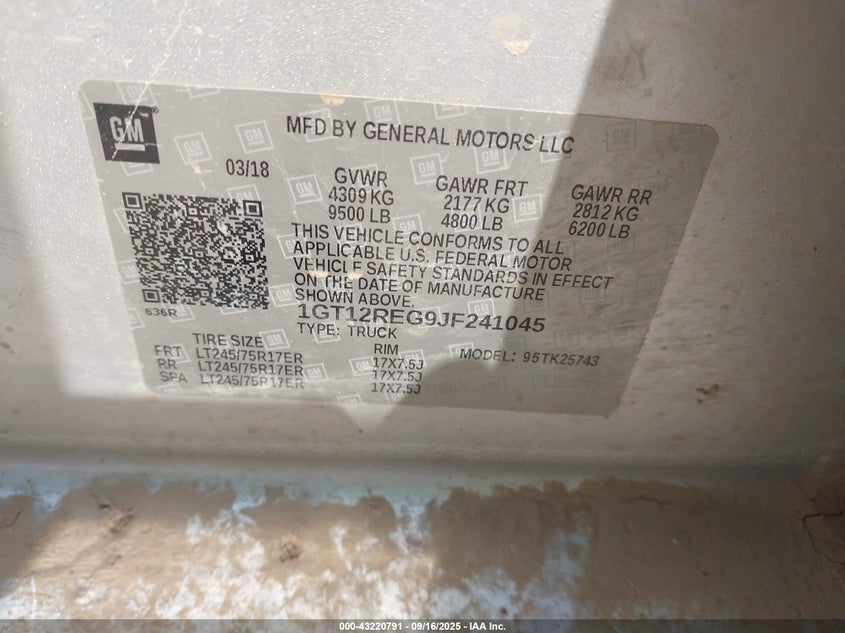 GM
MFD BY GENERAL MOTORS LLC
03/18
GVWR
4309 KG
9500 LB
GAWR FRT
2177 KG
4800 LB
GAWR RR
2812 KG
6200 LB
THIS VEHICLE CONFORMS TO ALL
APPLICABLE U.S. FEDERAL MOTOR
VEHICLE SAFETY STANDARDS IN EFFECT
ON THE DATE OF MANUFACTURE
SHOWN ABOVE.
536R
1GT12REG9JF241045
TYPE: TRUCK
MODEL: 95TK25743
TIRE SIZE RIM
FRT LT245/75R17ER 17X7.5J
RR LT245/75R17ER 17X7.5J
SPA LT245/75R17ER 17X7.5J
000-43220791 - 09/16/2025 - IAA Inc.